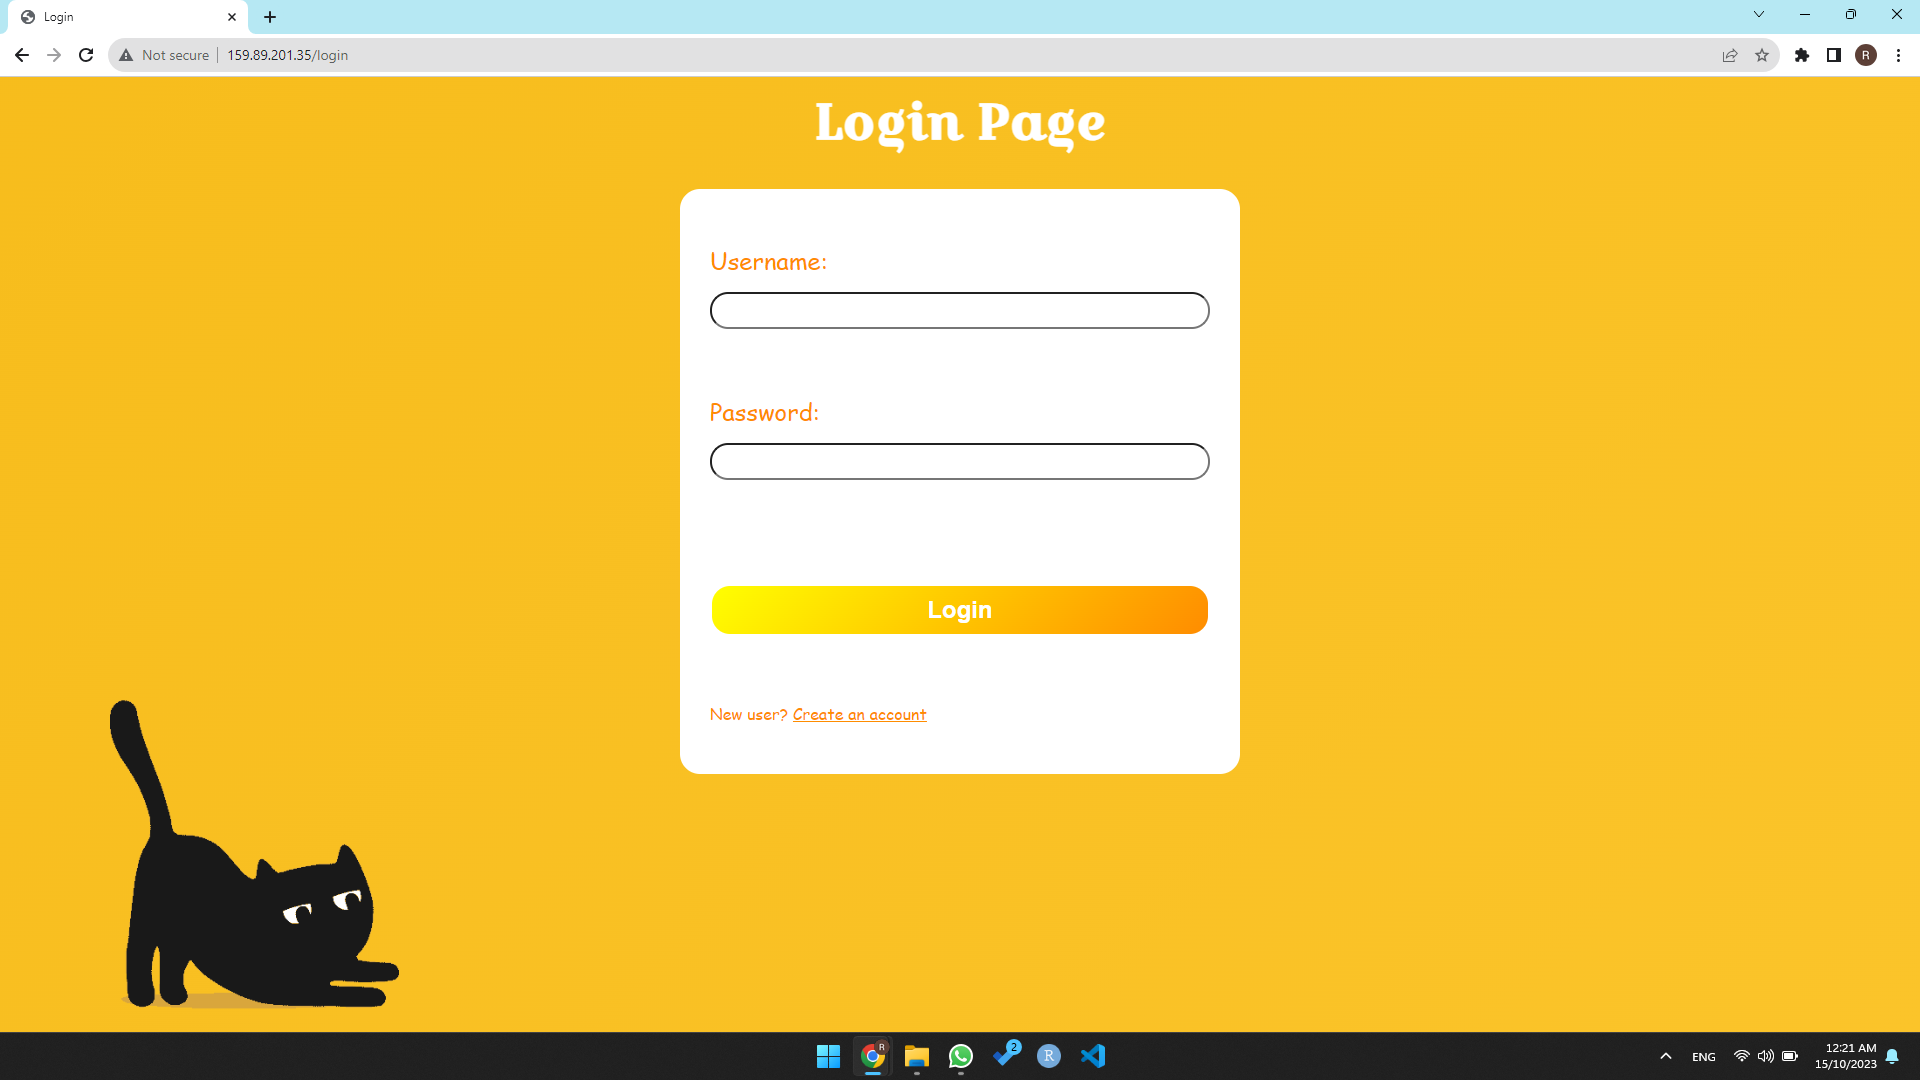 Login
Not secure
159.89.201.35/login
R
Login Page
Username:
Password:
Login
New user? Create an account
R
2
R
ENG
12:21 AM
15/10/2023